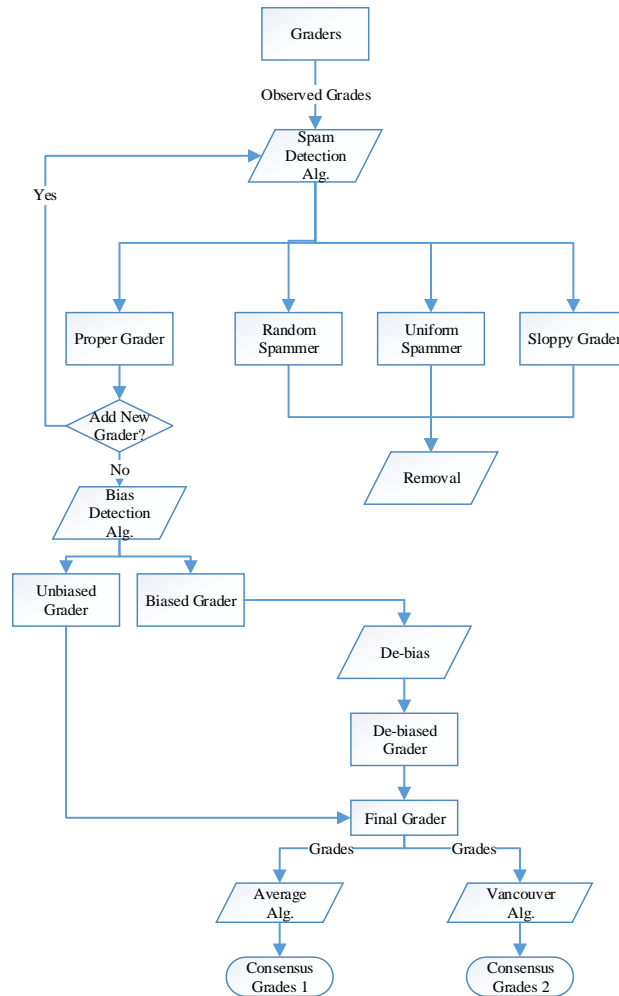 Graders
Observed Grades
Spam
Detection
Alg.
Yes
Proper Grader
Random
Spammer
Uniform
Spammer
Sloppy Grader
Add New
Grader?
Removal
No
Bias
Detection
Alg.
Unbiased
Grader
Biased Grader
De-bias
De-biased
Grader
Final Grader
Grades
Grades
Average
Alg.
Vancouver
Alg.
Consensus
Grades 1
Consensus
Grades 2